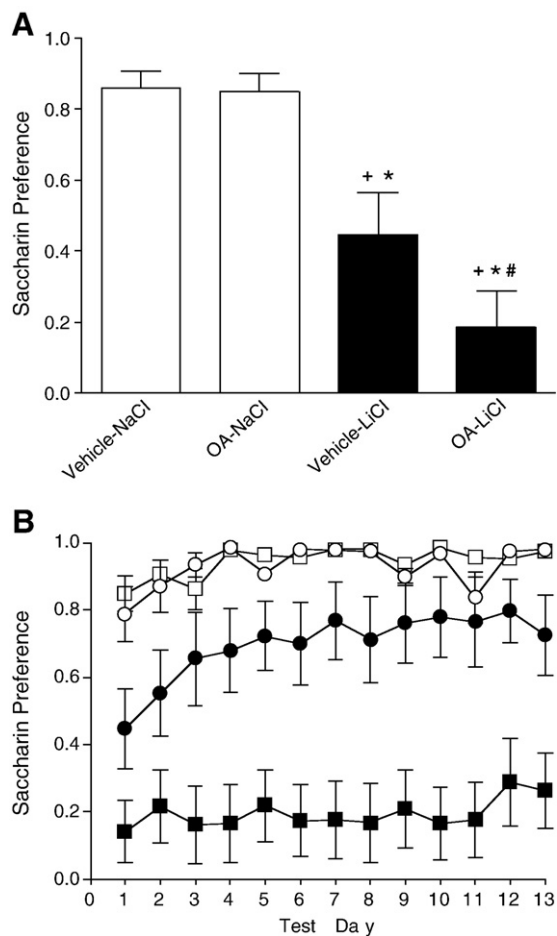 A
Saccharin Preference
1.0
0.8
0.6
0.4
0.2
0.0
+ *
+ * #
Vehicle-NaCl
OA-NaCl
Vehicle-LiCl
OA-LiCl
B
Saccharin Preference
1.0
0.8
0.6
0.4
0.2
0.0
0 1 2 3 4 5 6 7 8 9 10 11 12 13
Test Da y